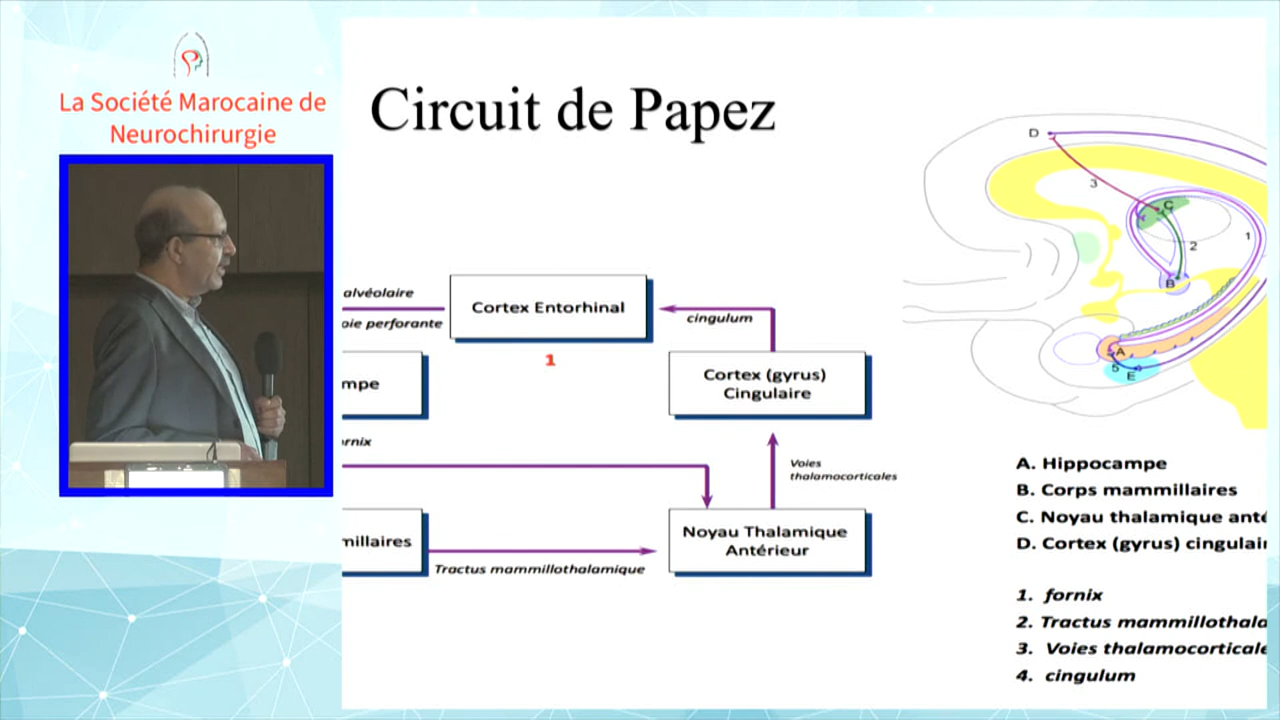 La Société Marocaine de
Neurochirurgie
Circuit de Papez
alvéolaire
oie perforante
Cortex Entorhinal
1
cingulum
mpe
Cortex (gyrus)
Cingulaire
rnix
Voies
thalamocorticales
millaires
Tractus mammillothalamique
Noyau Thalamique
Antérieur
D
3
C
1
2
B
A
5
E
A. Hippocampe
B. Corps mammillaires
C. Noyau thalamique anté
D. Cortex (gyrus) cingulair
1. fornix
2. Tractus mammillothala
3. Voies thalamocorticale
4. cingulum